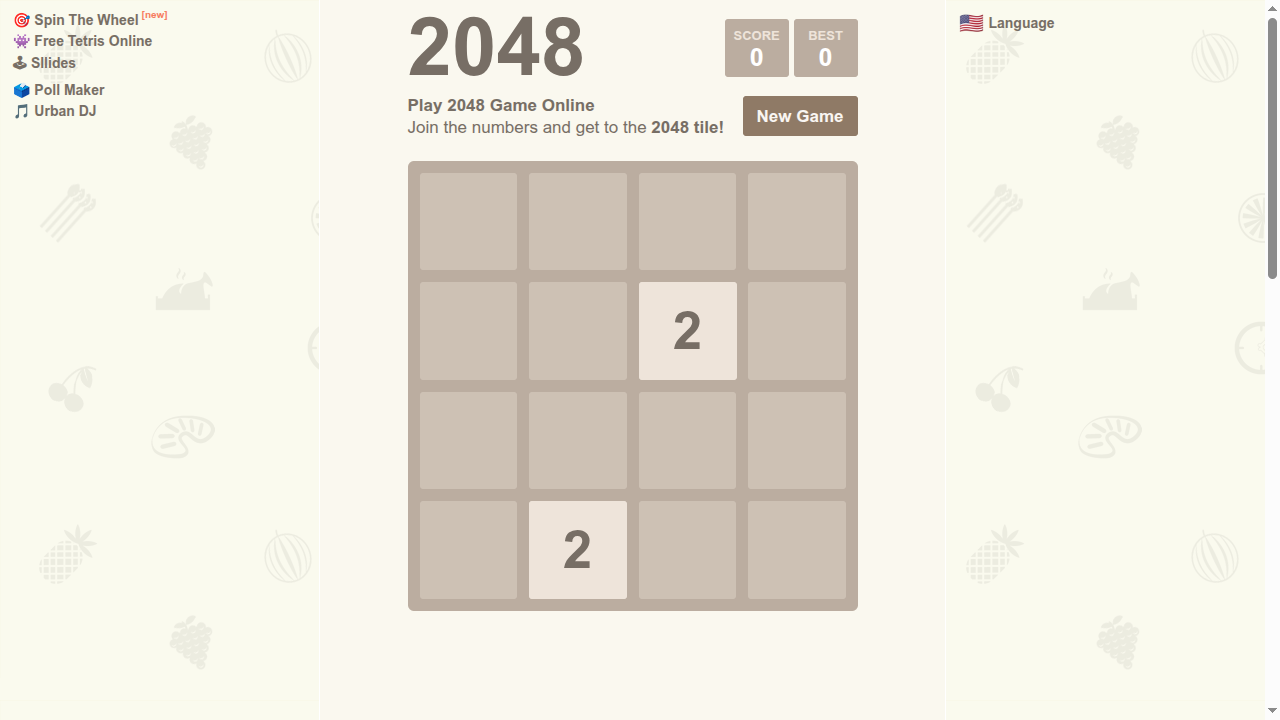 Spin The Wheel [new]
Free Tetris Online
Sllides
Poll Maker
Urban DJ
2048
SCORE
0
BEST
0
Play 2048 Game Online
Join the numbers and get to the 2048 tile!
New Game
2
2
Language